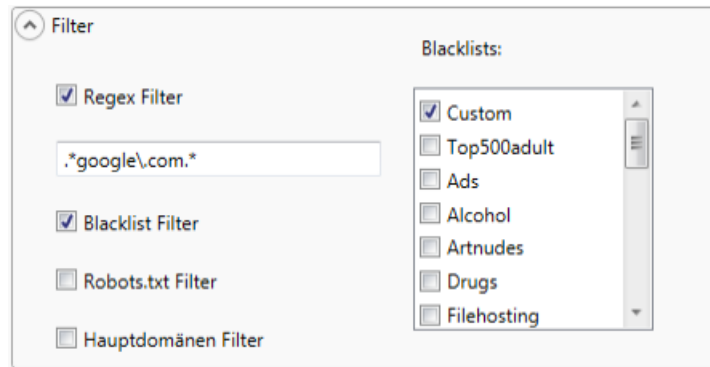 Filter
Regex Filter
.*google\.com.*
Blacklist Filter
Robots.txt Filter
Hauptdomänen Filter
Blacklists:
Custom
Top500adult
Ads
Alcohol
Artnudes
Drugs
Filehosting